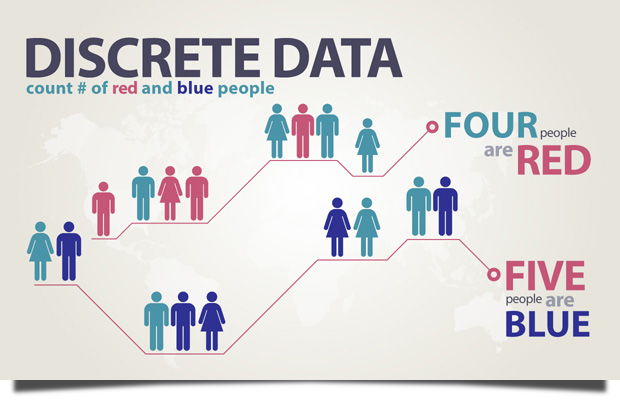 DISCRETE DATA
count # of red and blue people
FOUR people
are RED
FIVE
people are
BLUE